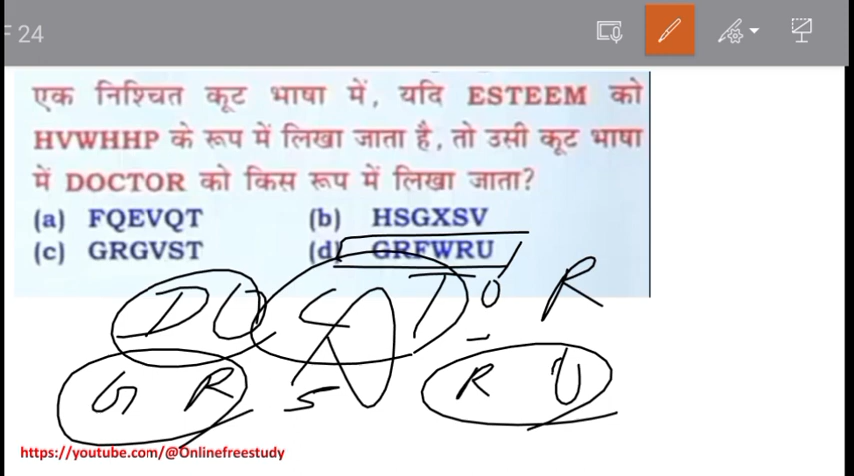 F 24
एक निश्चित कूट भाषा में, यदि ESTEEM को
HVWHHP के रूप में लिखा जाता है, तो उसी कूट भाषा
में DOCTOR को किस रूप में लिखा जाता?
(a) FQEVQT (b) HSGXSV
(c) GRGVST (d) GRFWRU
D O C T O R
G R R U
https://youtube.com/@Onlinefreestudy